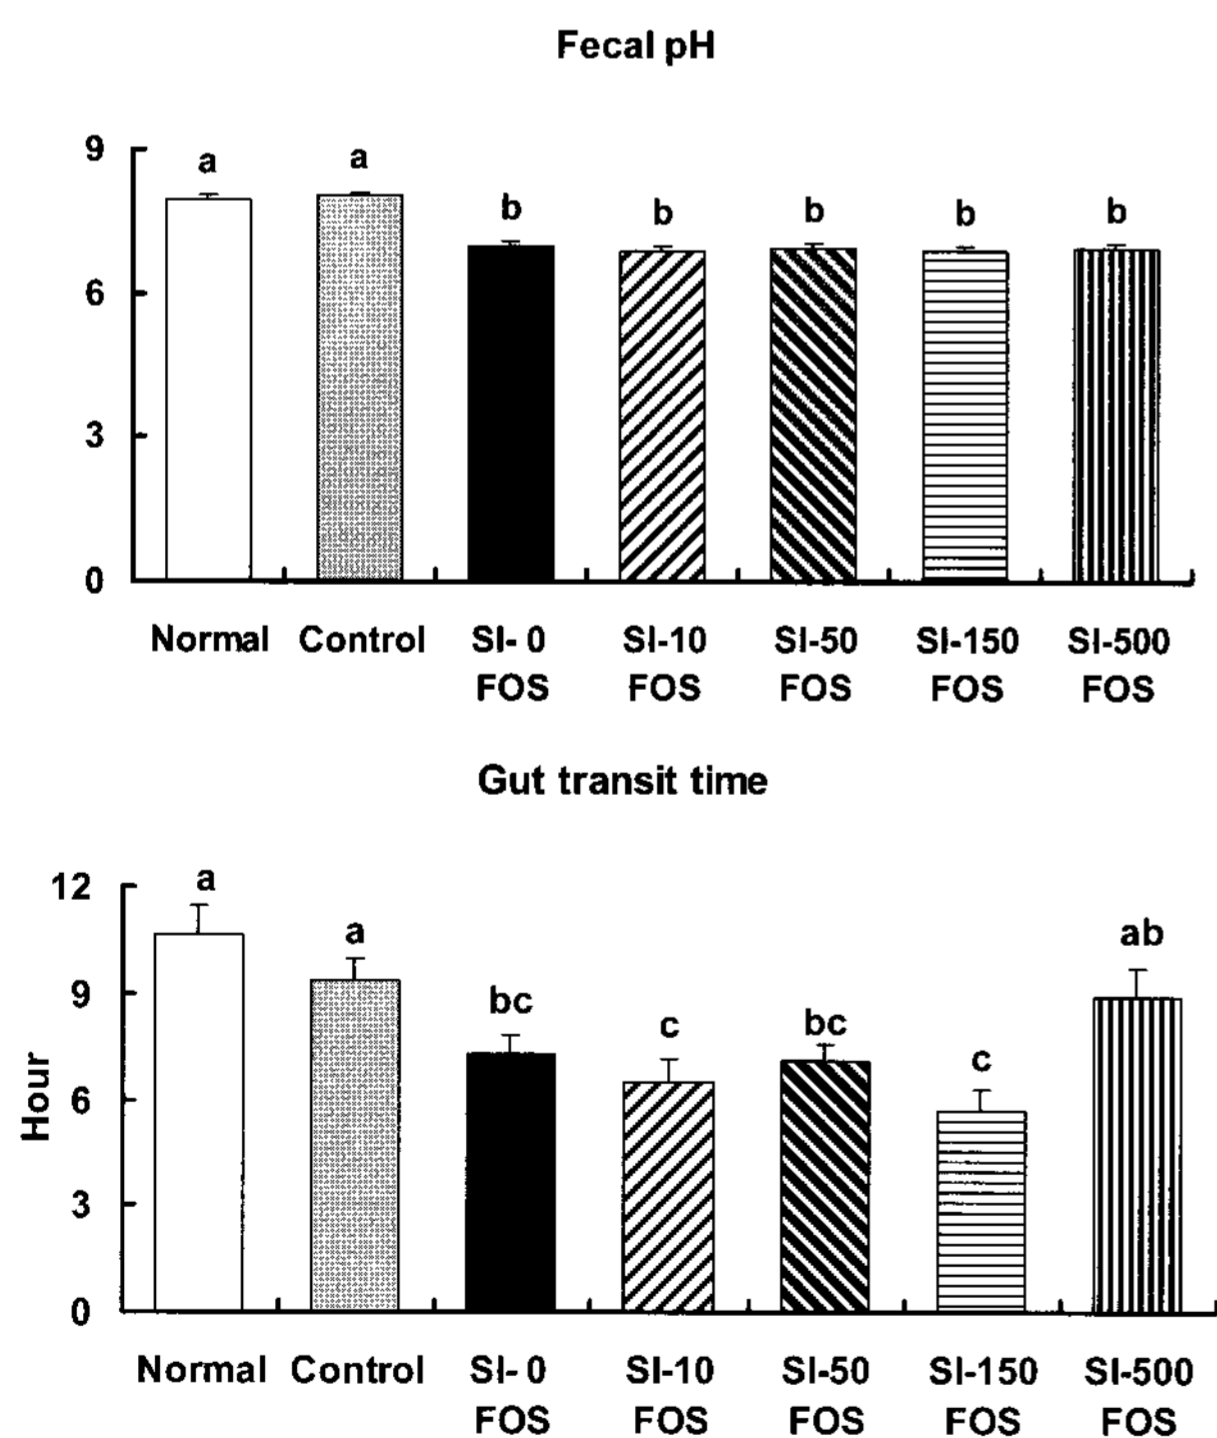 Fecal pH
9
a a b b b b b
6
3
0
Normal Control SI- 0 SI-10 SI-50 SI-150 SI-500
FOS FOS FOS FOS FOS
Gut transit time
12
a a bc c bc c ab
9
6
3
0
Hour
Normal Control SI- 0 SI-10 SI-50 SI-150 SI-500
FOS FOS FOS FOS FOS